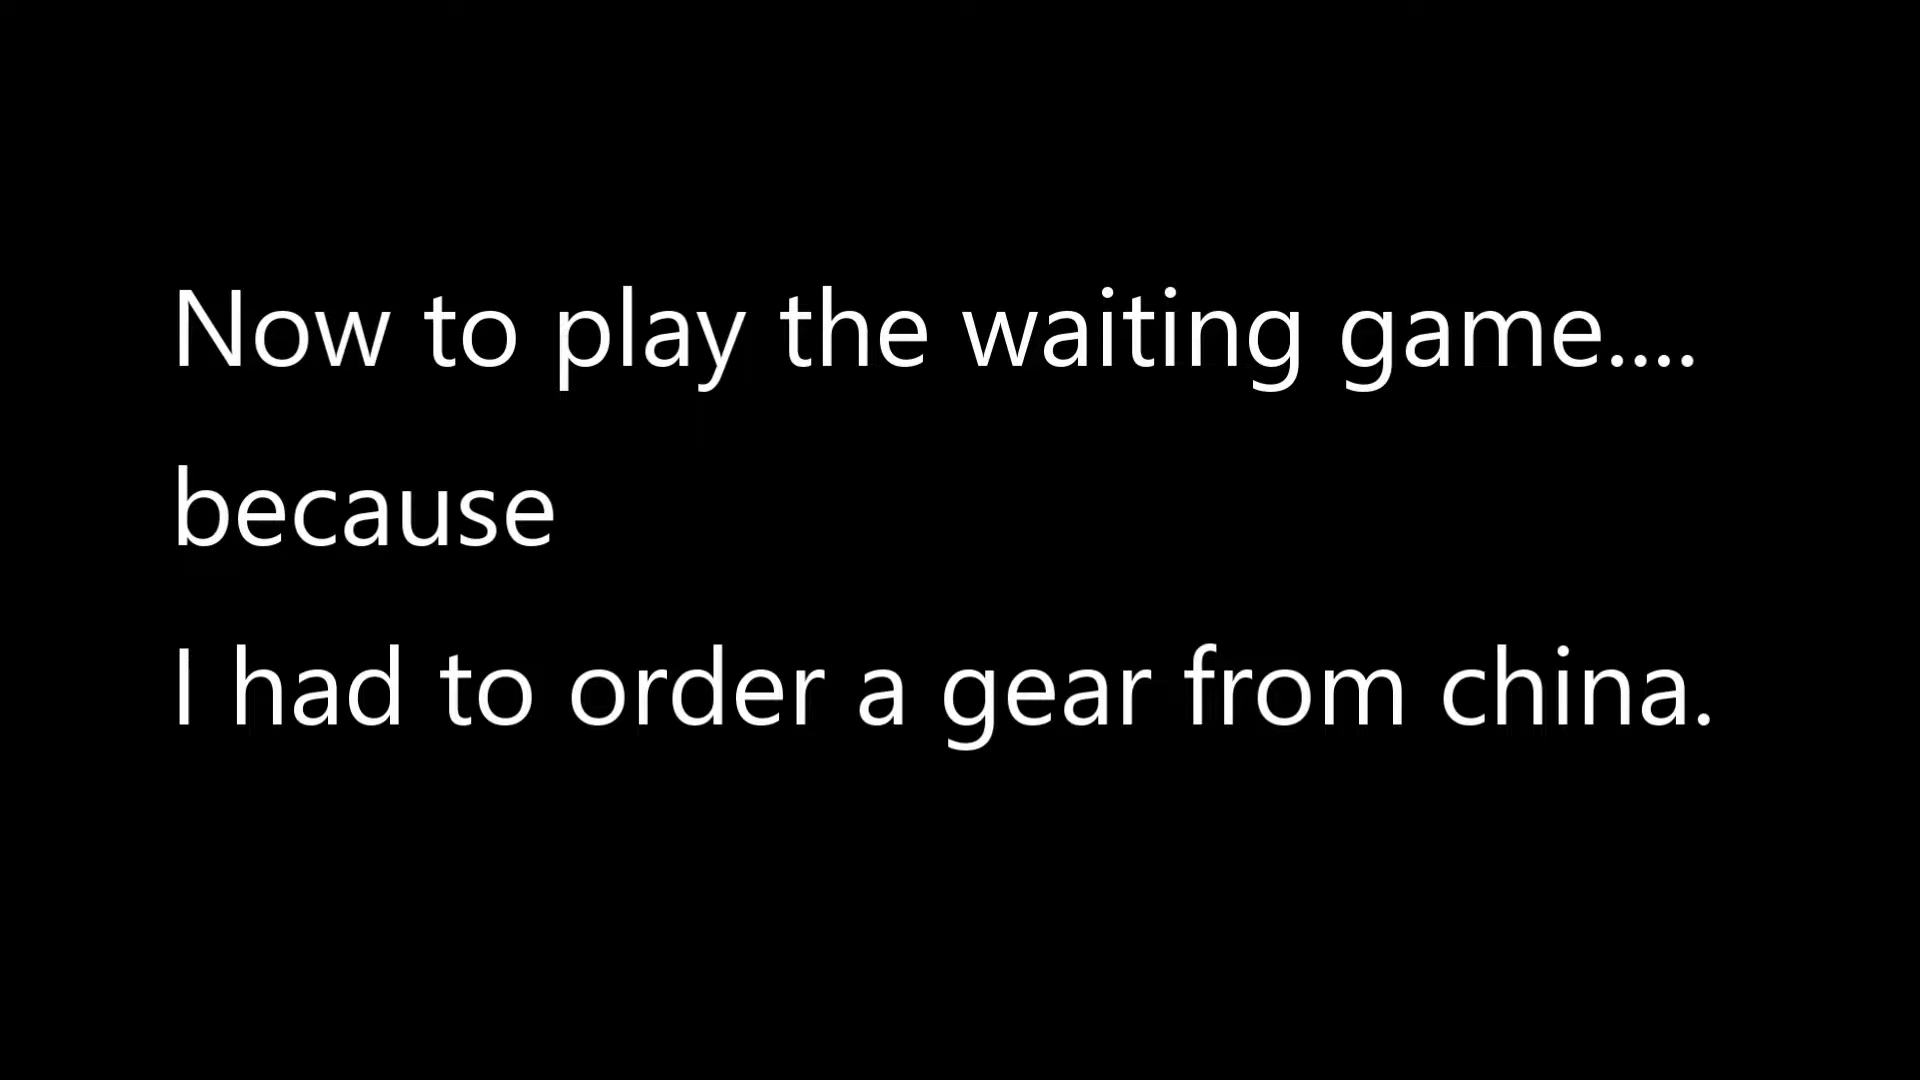 Now to play the waiting game....
because
I had to order a gear from china.